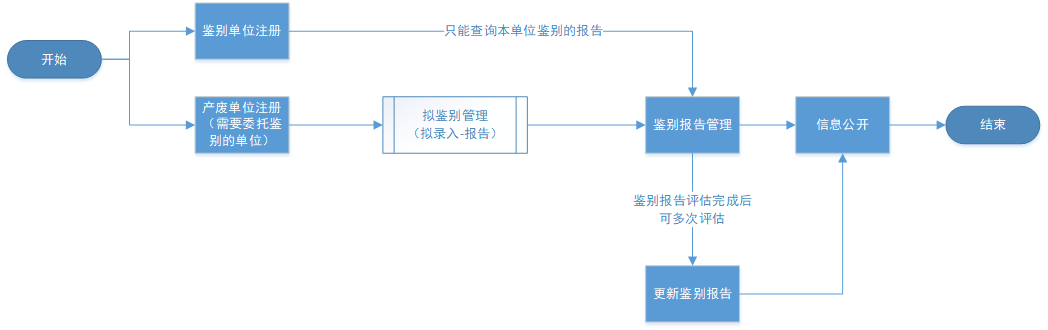 鉴别单位注册
只能查询本单位鉴别的报告
开始
产废单位注册
（需要委托鉴
别的单位）
拟鉴别管理
（拟录入-报告）
鉴别报告管理
信息公开
结束
鉴别报告评估完成后
可多次评估
更新鉴别报告